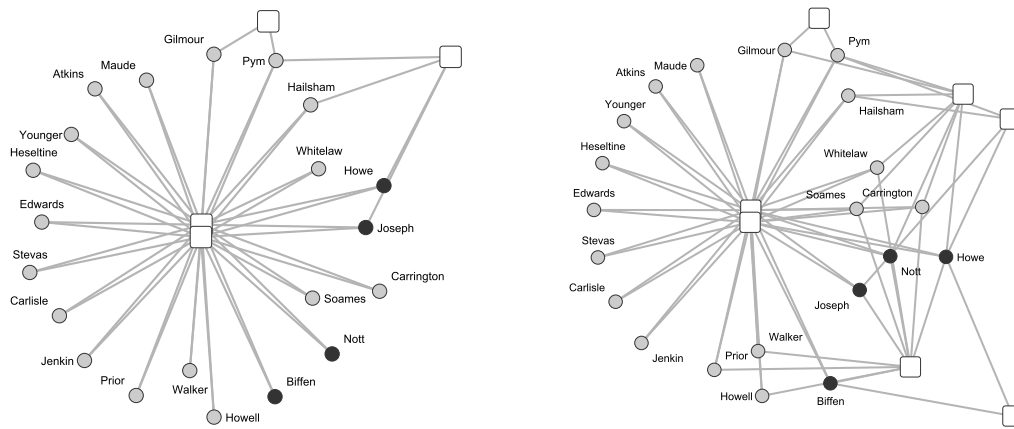 Gilmour
Pym
Maude
Atkins
Hailsham
Younger
Heseltine
Whitelaw
Howe
Edwards
Joseph
Stevas
Carrington
Carlisle
Soames
Nott
Jenkin
Prior
Walker
Biffen
Howell
Pym
Gilmour
Maude
Atkins
Younger
Hailsham
Heseltine
Whitelaw
Edwards
Soames
Carrington
Stevas
Howe
Nott
Carlisle
Joseph
Walker
Jenkin
Prior
Howell
Biffen